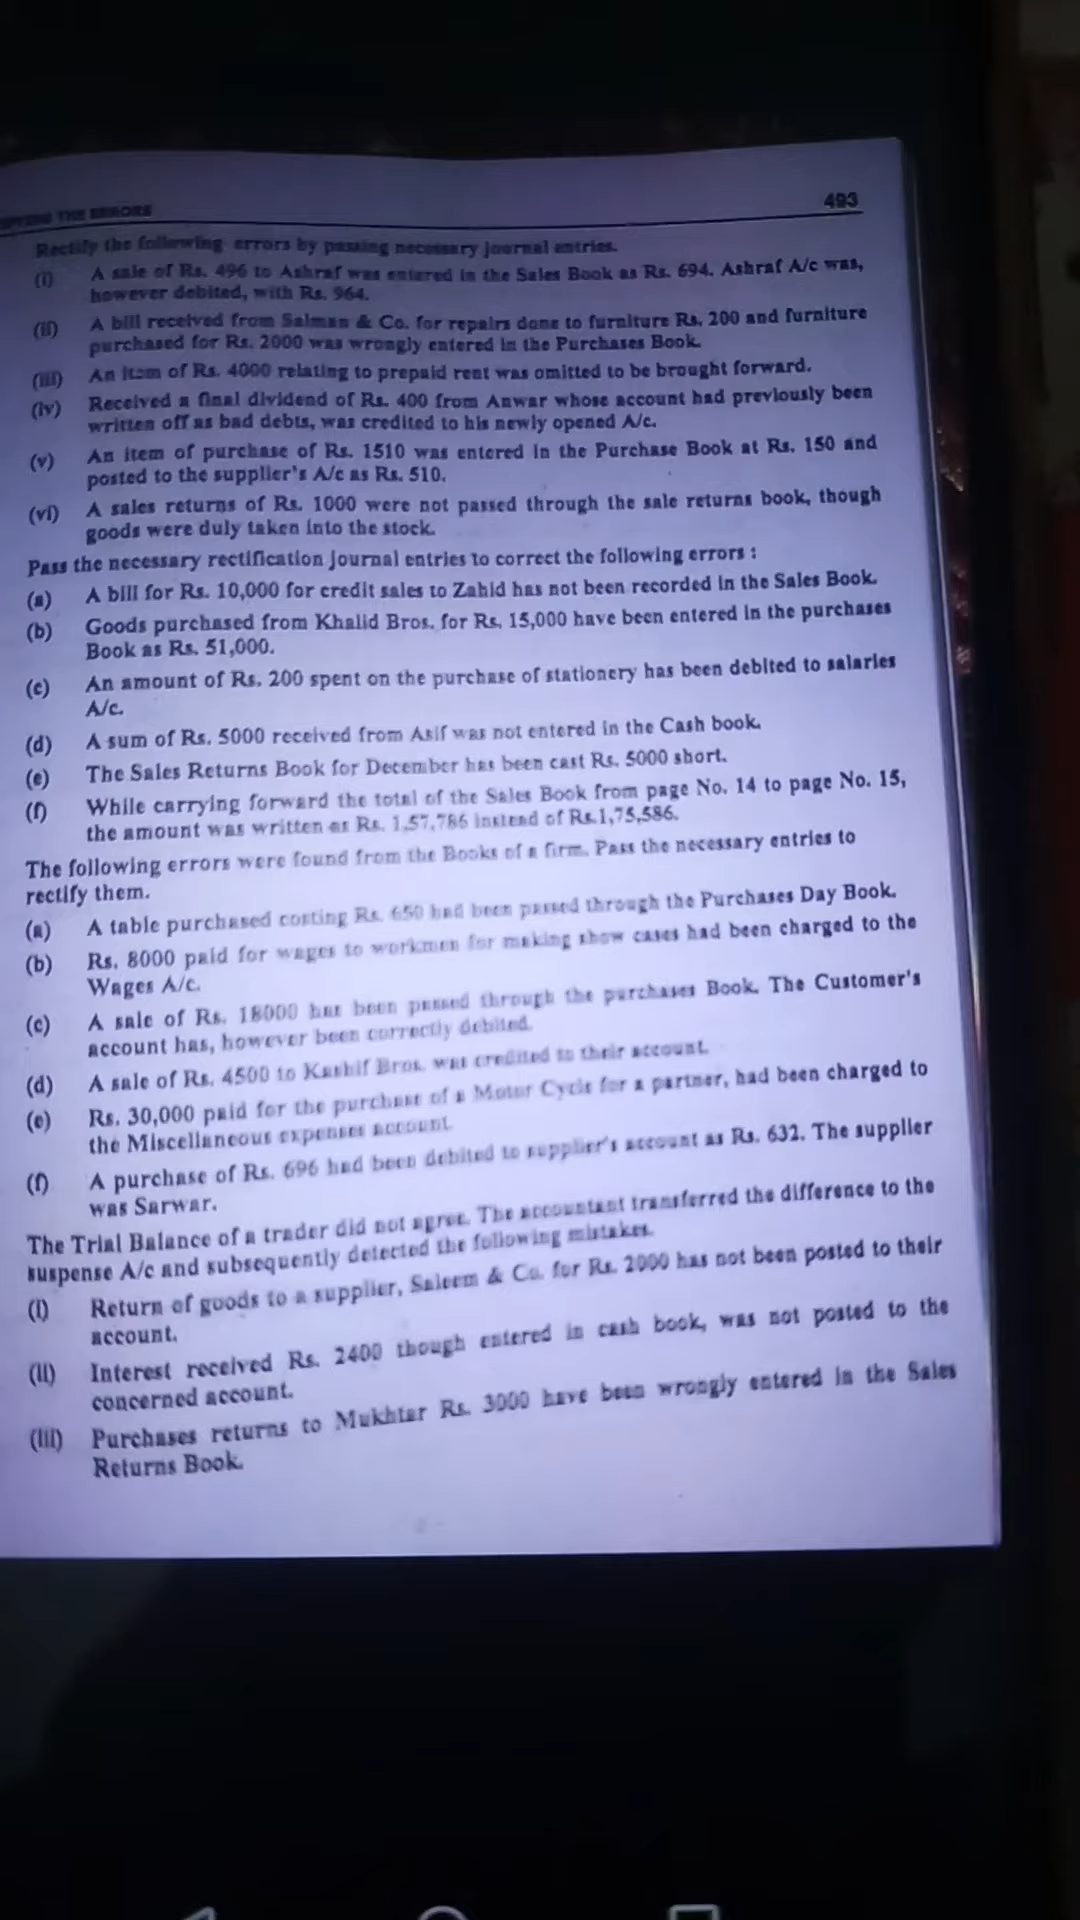 THE ERRORS
493
Rectify the following errors by passing necessary journal entries.
(i) A sale of Rs. 496 to Ashraf was entered in the Sales Book as Rs. 694. Ashraf A/c was,
however debited, with Rs. 964.
(ii) A bill received from Salman & Co. for repairs done to furniture Rs. 200 and furniture
purchased for Rs. 2000 was wrongly entered in the Purchases Book.
(iii) An item of Rs. 4000 relating to prepaid rent was omitted to be brought forward.
(iv) Received a final dividend of Rs. 400 from Anwar whose account had previously been
written off as bad debts, was credited to his newly opened A/c.
(v) An item of purchase of Rs. 1510 was entered in the Purchase Book at Rs. 150 and
posted to the supplier's A/c as Rs. 510.
(vi) A sales returns of Rs. 1000 were not passed through the sale returns book, though
goods were duly taken into the stock.
Pass the necessary rectification journal entries to correct the following errors :
(a) A bill for Rs. 10,000 for credit sales to Zahid has not been recorded in the Sales Book.
(b) Goods purchased from Khalid Bros. for Rs. 15,000 have been entered in the purchases
Book as Rs. 51,000.
(c) An amount of Rs. 200 spent on the purchase of stationery has been debited to salaries
A/c.
(d) A sum of Rs. 5000 received from Asif was not entered in the Cash book.
(e) The Sales Returns Book for December has been cast Rs. 5000 short.
(f) While carrying forward the total of the Sales Book from page No. 14 to page No. 15,
the amount was written as Rs. 1,57,786 instead of Rs.1,75,586.
The following errors were found from the Books of a firm. Pass the necessary entries to
rectify them.
(a) A table purchased costing Rs. 650 had been passed through the Purchases Day Book.
(b) Rs. 8000 paid for wages to workmen for making show cases had been charged to the
Wages A/c.
(c) A sale of Rs. 18000 has been passed through the purchases Book. The Customer's
account has, however been correctly debited.
(d) A sale of Rs. 4500 to Kashif Bros. was credited to their account.
(e) Rs. 30,000 paid for the purchase of a Motor Cycle for a partner, had been charged to
the Miscellaneous expenses account.
(f) A purchase of Rs. 696 had been debited to supplier's account as Rs. 632. The supplier
was Sarwar.
The Trial Balance of a trader did not agree. The accountant transferred the difference to the
suspense A/c and subsequently detected the following mistakes.
(i) Return of goods to a supplier, Saleem & Co. for Rs. 2000 has not been posted to their
account.
(ii) Interest received Rs. 2400 though entered in cash book, was not posted to the
concerned account.
(iii) Purchases returns to Mukhtar Rs. 3000 have been wrongly entered in the Sales
Returns Book.